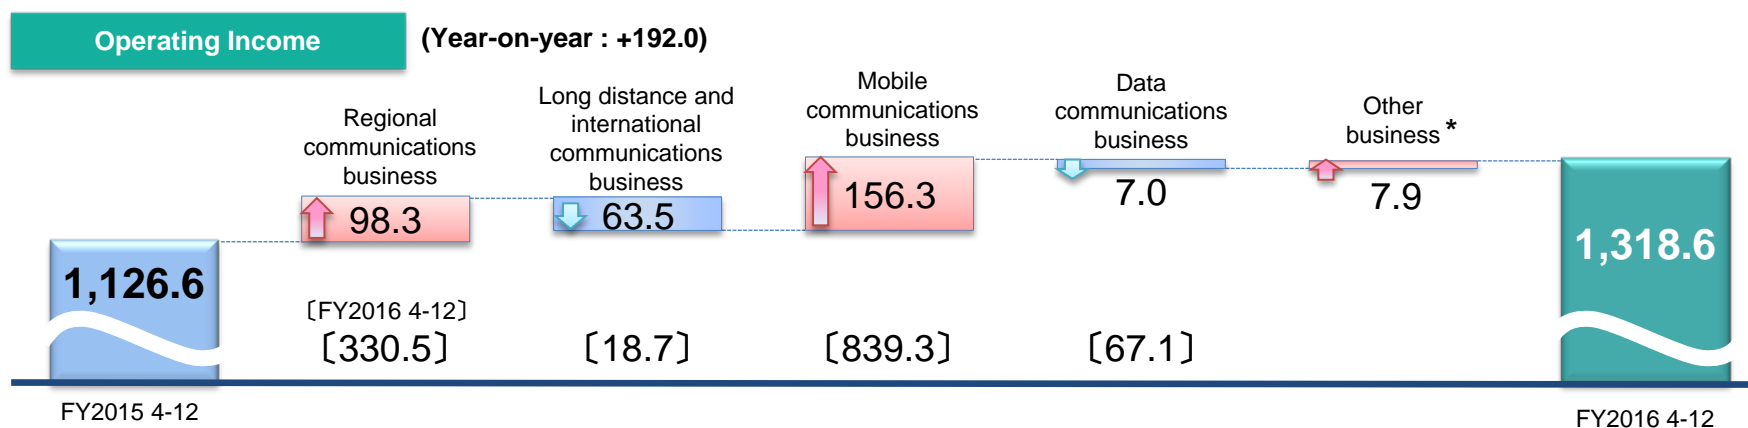 Operating Income
(Year-on-year : +192.0)
Regional
communications
business
98.3
Long distance and
international
communications
business
63.5
Mobile
communications
business
156.3
Data
communications
business
7.0
Other
business *
7.9
1,126.6
1,318.6
〔FY2016 4-12〕
〔330.5〕
〔18.7〕
〔839.3〕
〔67.1〕
FY2015 4-12
FY2016 4-12